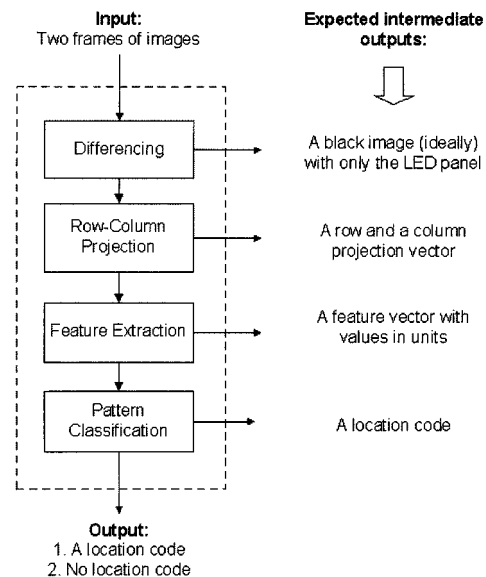 Input:
Two frames of images
Expected intermediate
outputs:
Differencing
A black image (ideally)
with only the LED panel
Row-Column
Projection
A row and a column
projection vector
Feature Extraction
A feature vector with
values in units
Pattern
Classification
A location code
Output:
1. A location code
2. No location code